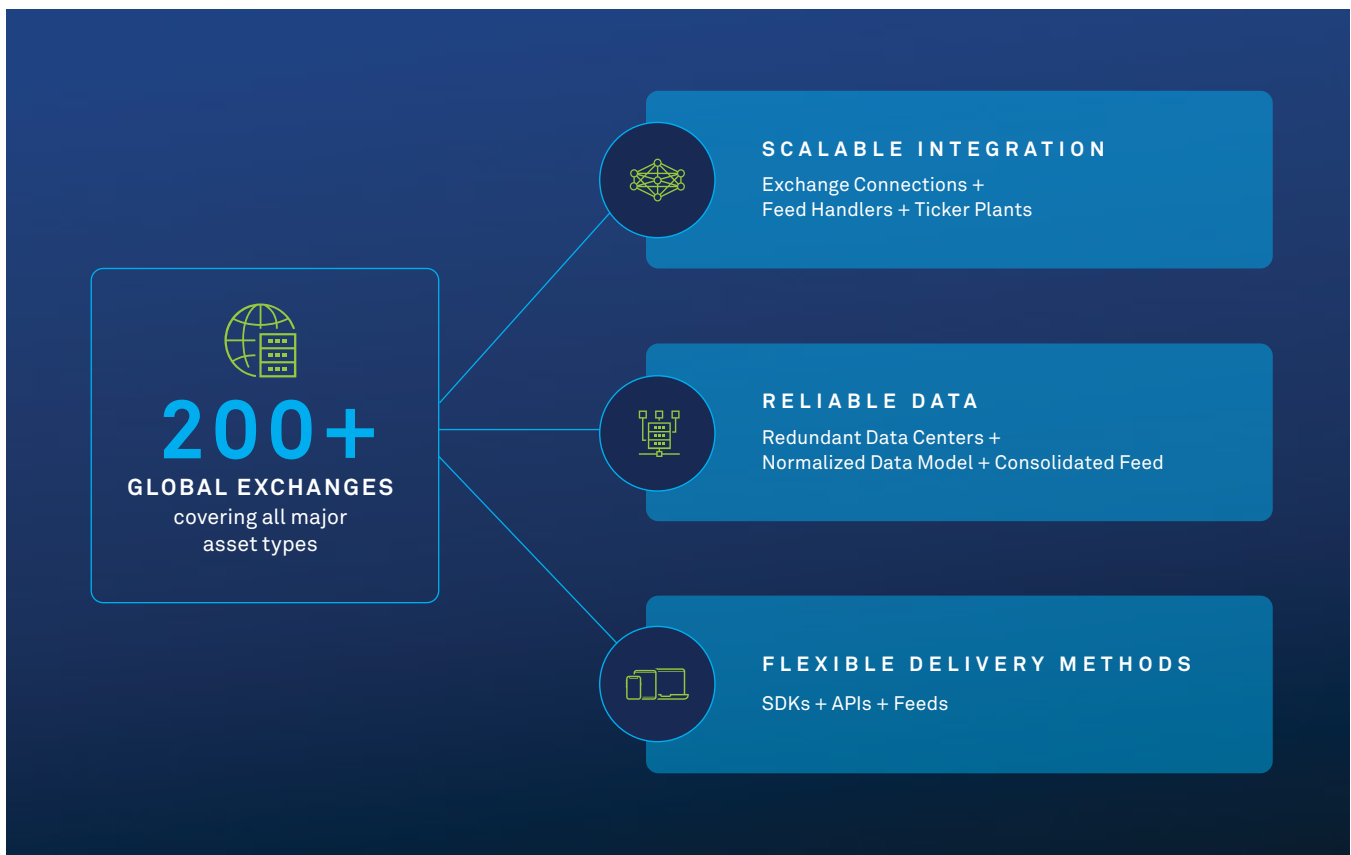 200+
GLOBAL EXCHANGES
covering all major
asset types
SCALABLE INTEGRATION
Exchange Connections +
Feed Handlers + Ticker Plants
RELIABLE DATA
Redundant Data Centers +
Normalized Data Model + Consolidated Feed
FLEXIBLE DELIVERY METHODS
SDKs + APIs + Feeds